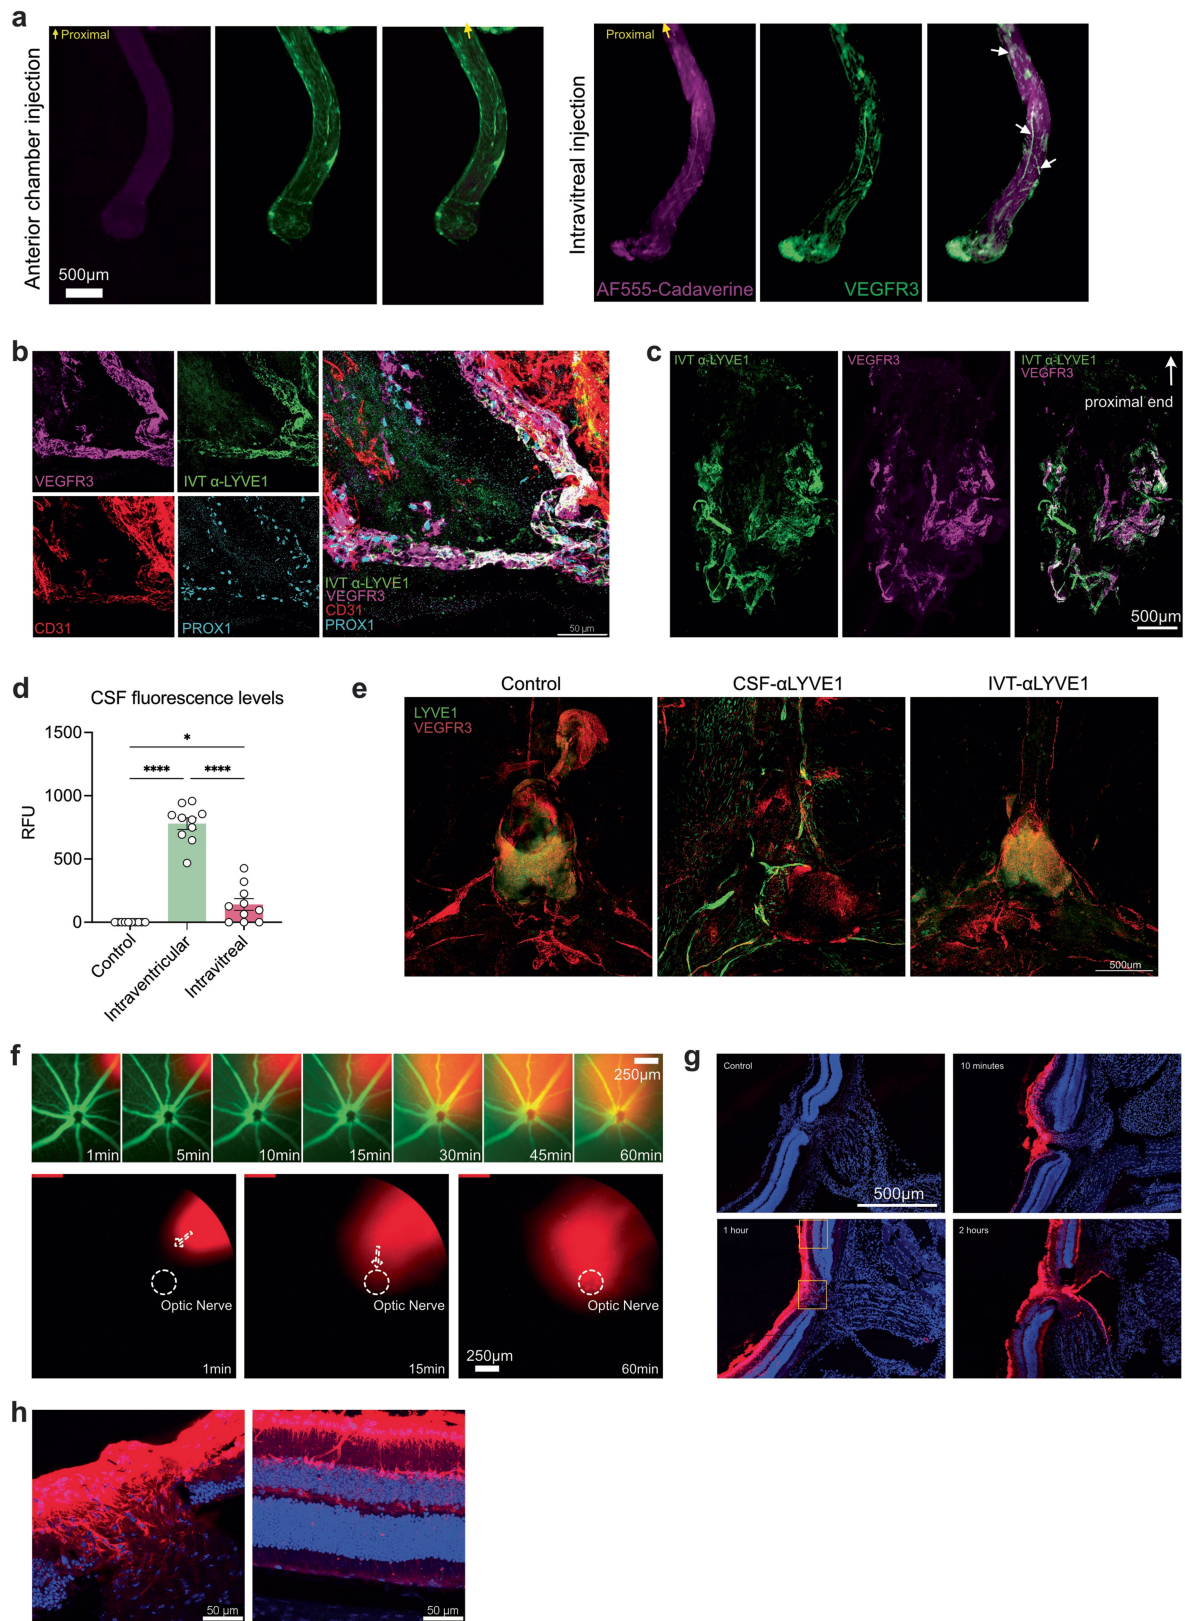 a
Anterior chamber injection
Proximal
500µm
Intravitreal injection
Proximal
AF555-Cadaverine
VEGFR3
b
VEGFR3
IVT α-LYVE1
CD31
PROX1
IVT α-LYVE1
VEGFR3
CD31
PROX1
50 µm
c
IVT α-LYVE1
VEGFR3
IVT α-LYVE1
VEGFR3
proximal end
500µm
d
CSF fluorescence levels
1500
1000
500
0
RFU
*
**** ****
Control
Intraventricular
Intravitreal
e
Control
CSF-αLYVE1
IVT-αLYVE1
LYVE1
VEGFR3
500µm
f
250µm
1min
5min
10min
15min
30min
45min
60min
Optic Nerve
1min
Optic Nerve
15min
Optic Nerve
250µm
60min
g
Control
500µm
10 minutes
1 hour
2 hours
h
50 µm
50 µm